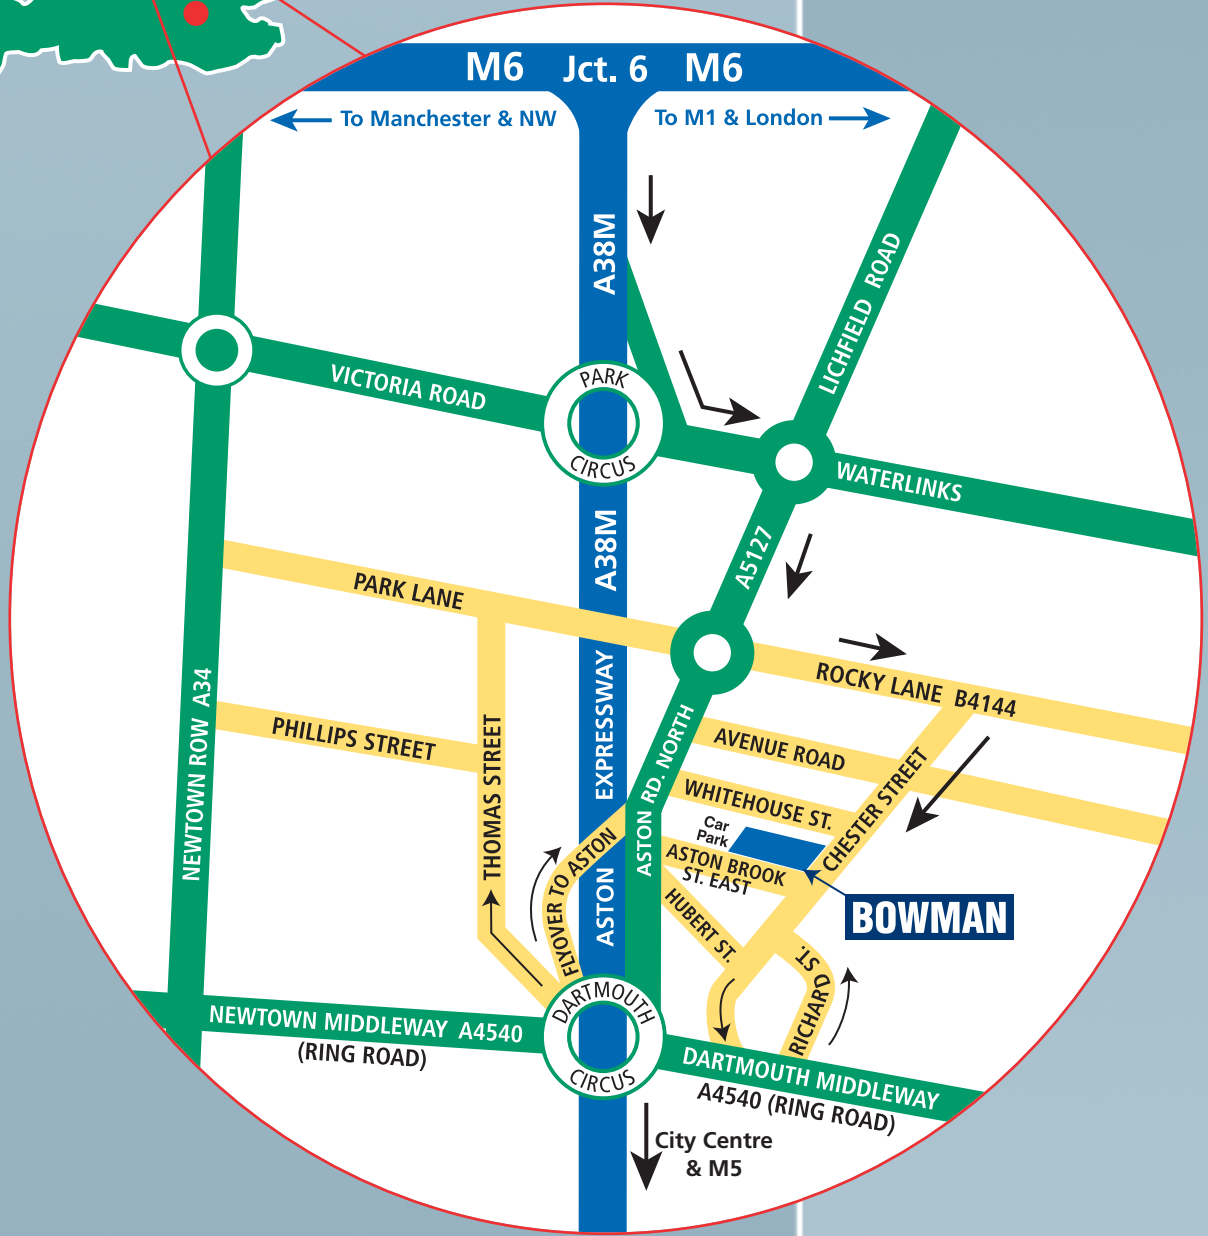 M6 Jct. 6 M6
To Manchester & NW
To M1 & London
A38M
LICHFIELD ROAD
VICTORIA ROAD
PARK
CIRCUS
WATERLINKS
A38M
A5127
PARK LANE
ROCKY LANE B4144
NEWTOWN ROW A34
PHILLIPS STREET
THOMAS STREET
ASTON EXPRESSWAY
ASTON RD. NORTH
AVENUE ROAD
WHITEHOUSE ST.
CHESTER STREET
Car
Park
ASTON BROOK
ST. EAST
FLYOVER TO ASTON
HUBERT ST.
BOWMAN
RICHARD ST.
DARTMOUTH
CIRCUS
NEWTOWN MIDDLEWAY A4540
(RING ROAD)
DARTMOUTH MIDDLEWAY
A4540 (RING ROAD)
City Centre
& M5